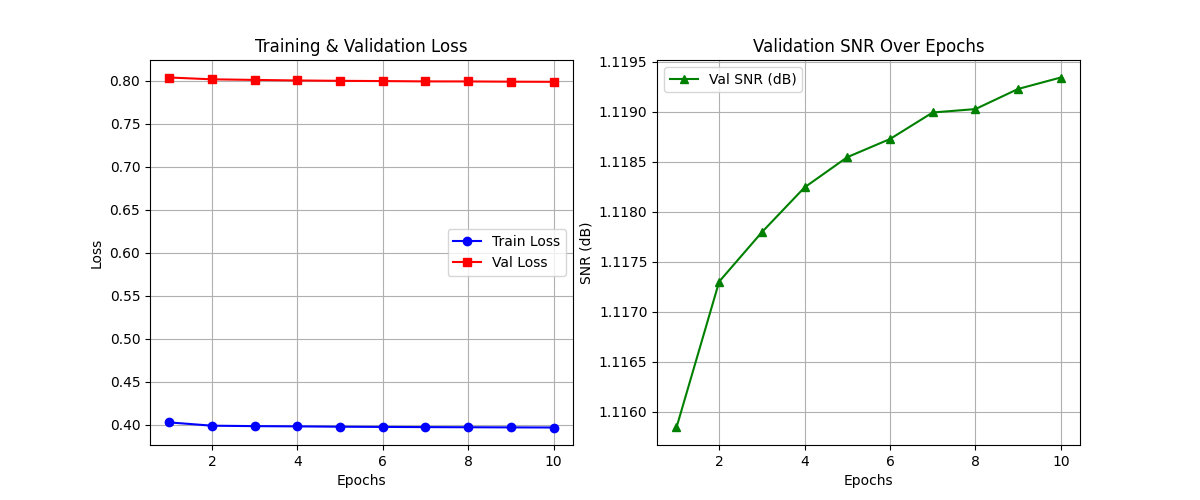 Training & Validation Loss
Loss
0.80
0.75
0.70
0.65
0.60
0.55
0.50
0.45
0.40
Train Loss
Val Loss
2 4 6 8 10
Epochs
Validation SNR Over Epochs
SNR (dB)
1.1195
1.1190
1.1185
1.1180
1.1175
1.1170
1.1165
1.1160
Val SNR (dB)
2 4 6 8 10
Epochs